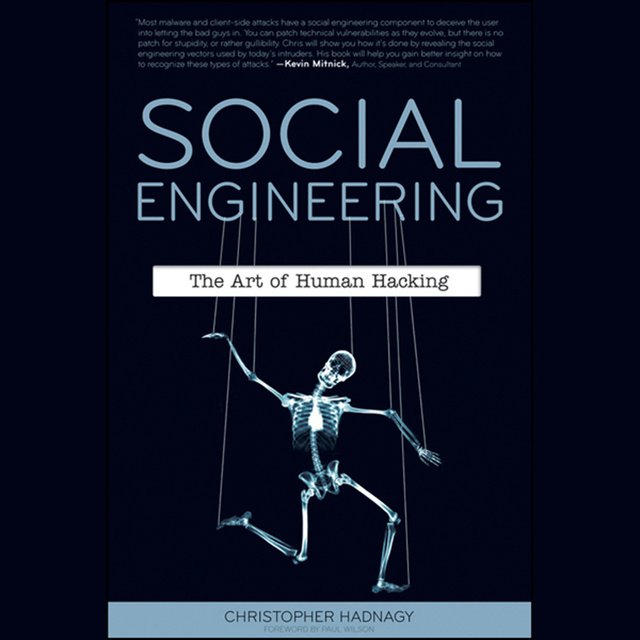 "Most malware and client-side attacks have a social engineering component to deceive the user
into letting the bad guys in. You can patch technical vulnerabilities as they evolve, but there is no
patch for stupidity, or rather gullibility. Chris will show you how it's done by revealing the social
engineering vectors used by today's intruders. His book will help you gain better insight on how
to recognize these types of attacks." —Kevin Mitnick, Author, Speaker, and Consultant
SOCIAL
ENGINEERING
The Art of Human Hacking
CHRISTOPHER HADNAGY
FOREWORD BY PAUL WILSON